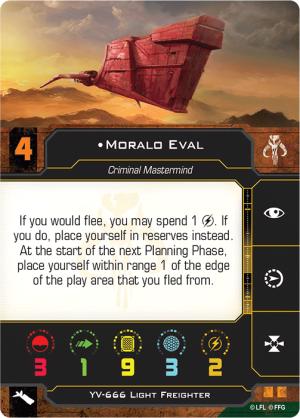 4
•Moralo Eval
Criminal Mastermind
If you would flee, you may spend 1 . If
you do, place yourself in reserves instead.
At the start of the next Planning Phase,
place yourself within range 1 of the edge
of the play area that you fled from.
3 1 9 3 2
YV-666 Light Freighter
©LFL ©FFG